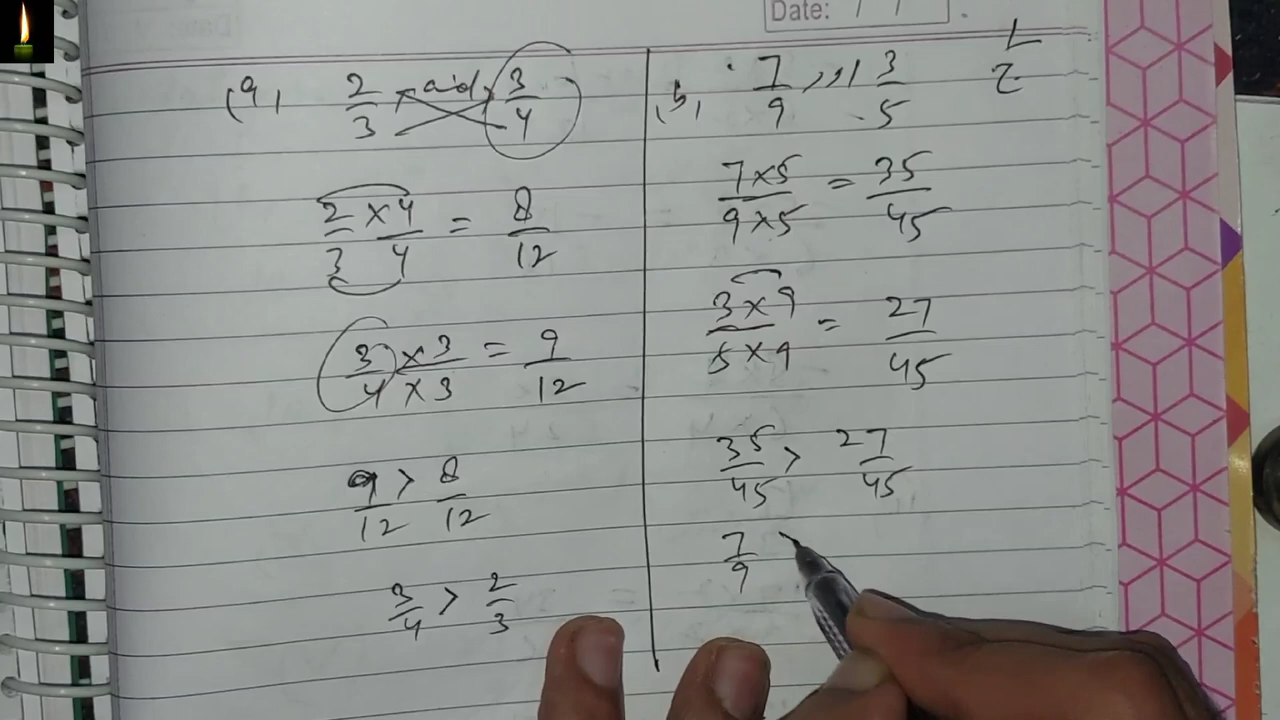 Date: / /
(a) 2/3 and 3/4
2/3 × 4/4 = 8/12
3/4 × 3/× 3 = 9/12
9/12 > 8/12
3/4 > 2/3
(b) 7/9 3/5
7×5/9×5 = 35/45
3×9/5×9 = 27/45
35/45 > 27/45
7/9